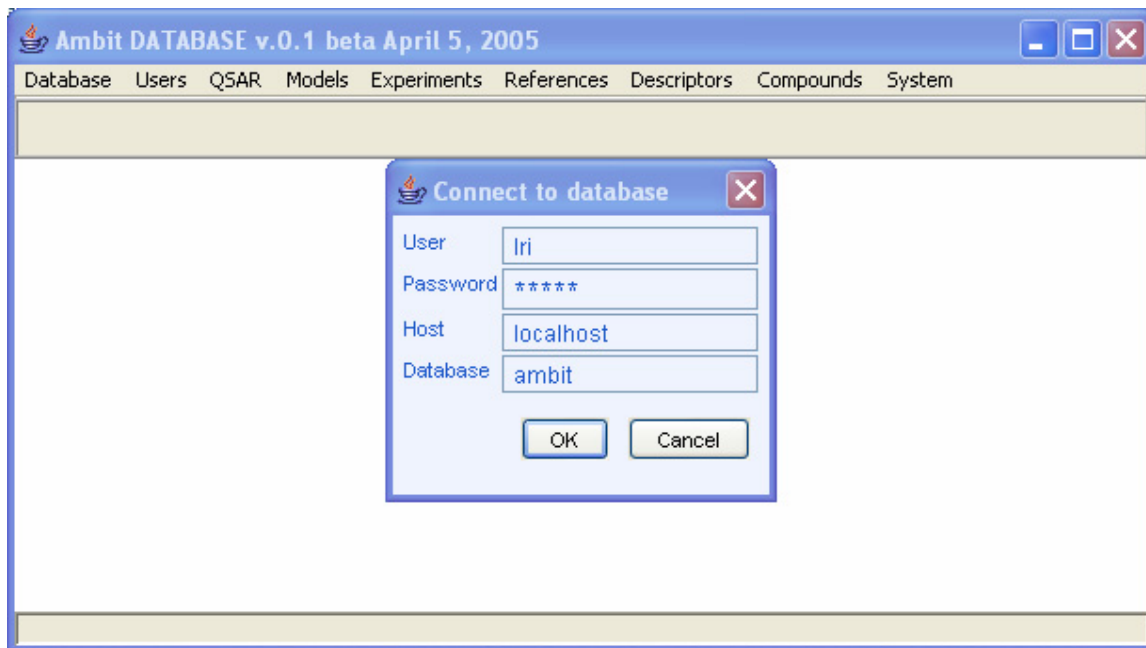 Ambit DATABASE v.0.1 beta April 5, 2005
Database Users QSAR Models Experiments References Descriptors Compounds System
Connect to database
User Iri
Password *****
Host localhost
Database ambit
OK Cancel